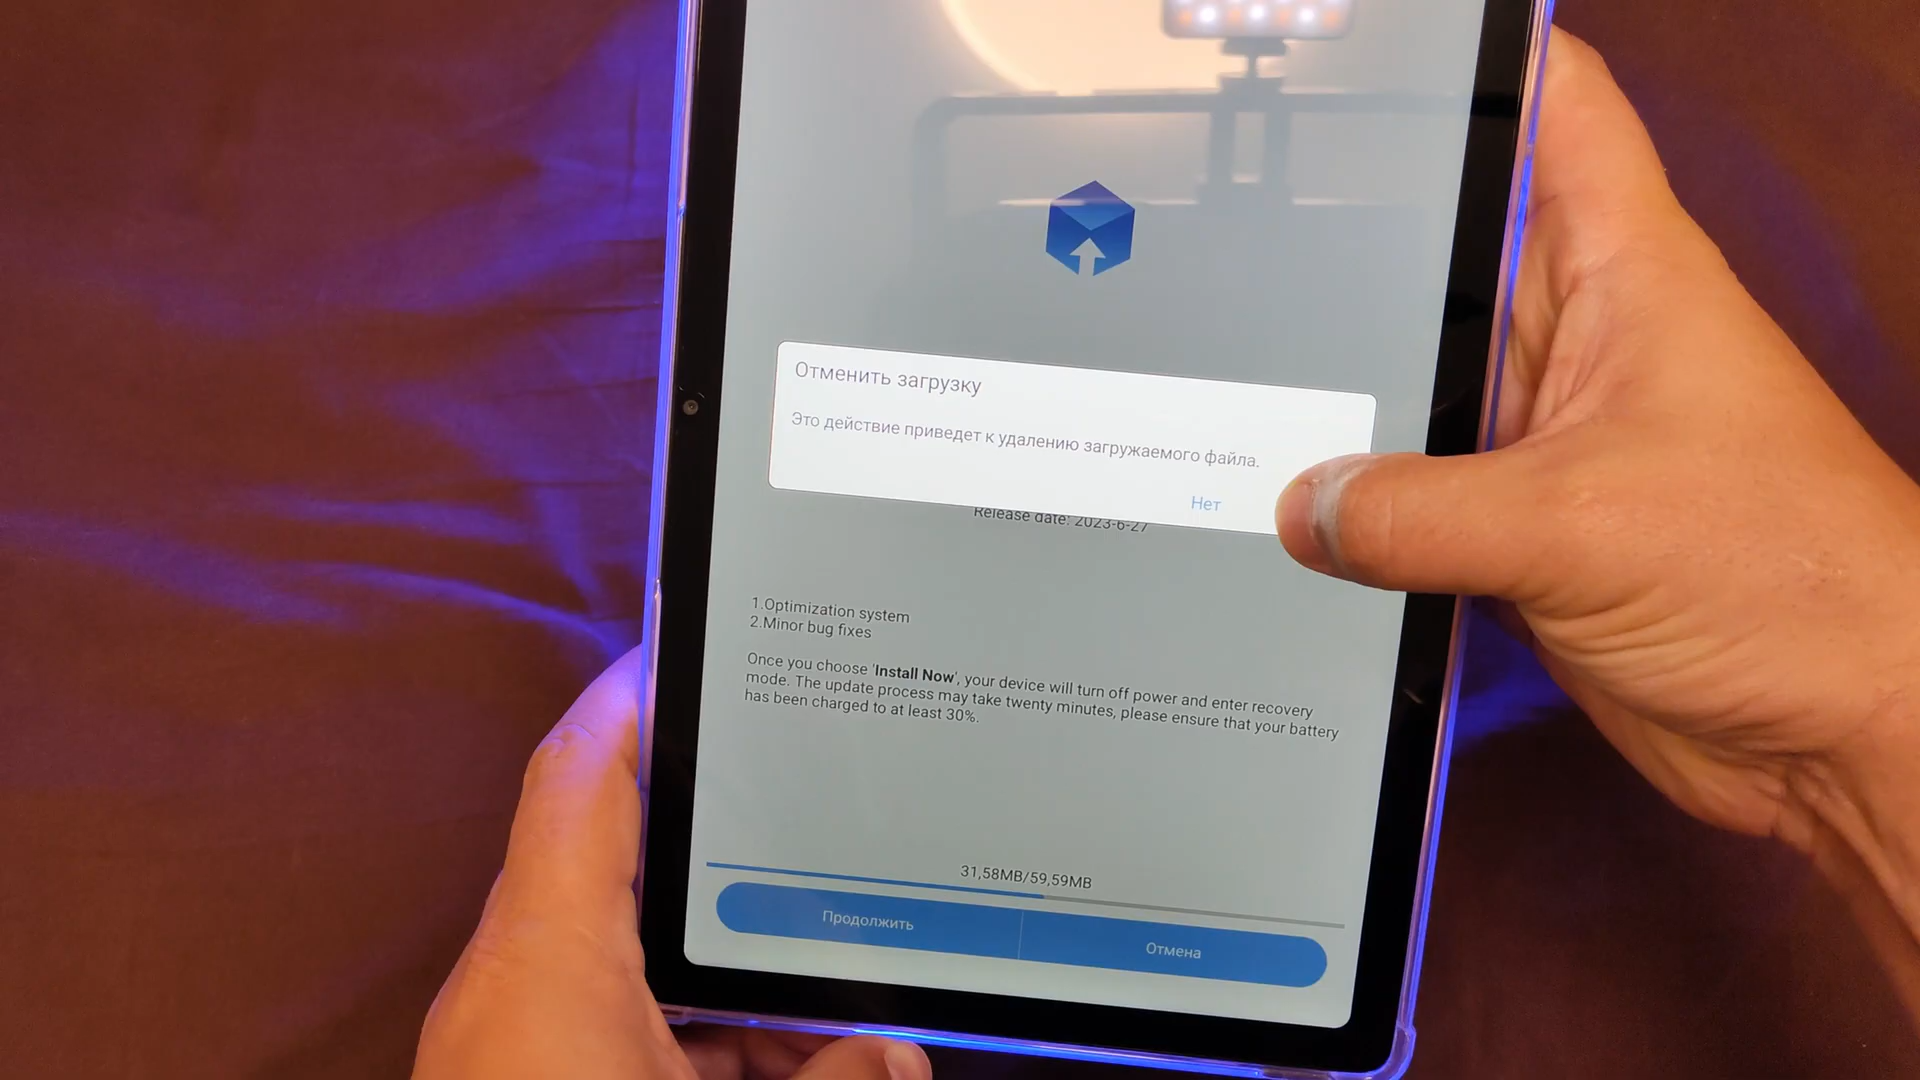 Отменить загрузку
Это действие приведет к удалению загружаемого файла.
Нет
Release date: 2023-6-27
1.Optimization system
2.Minor bug fixes
Once you choose 'Install Now', your device will turn off power and enter recovery
mode. The update process may take twenty minutes, please ensure that your battery
has been charged to at least 30%.
31,58MB/59,59MB
Продолжить
Отмена